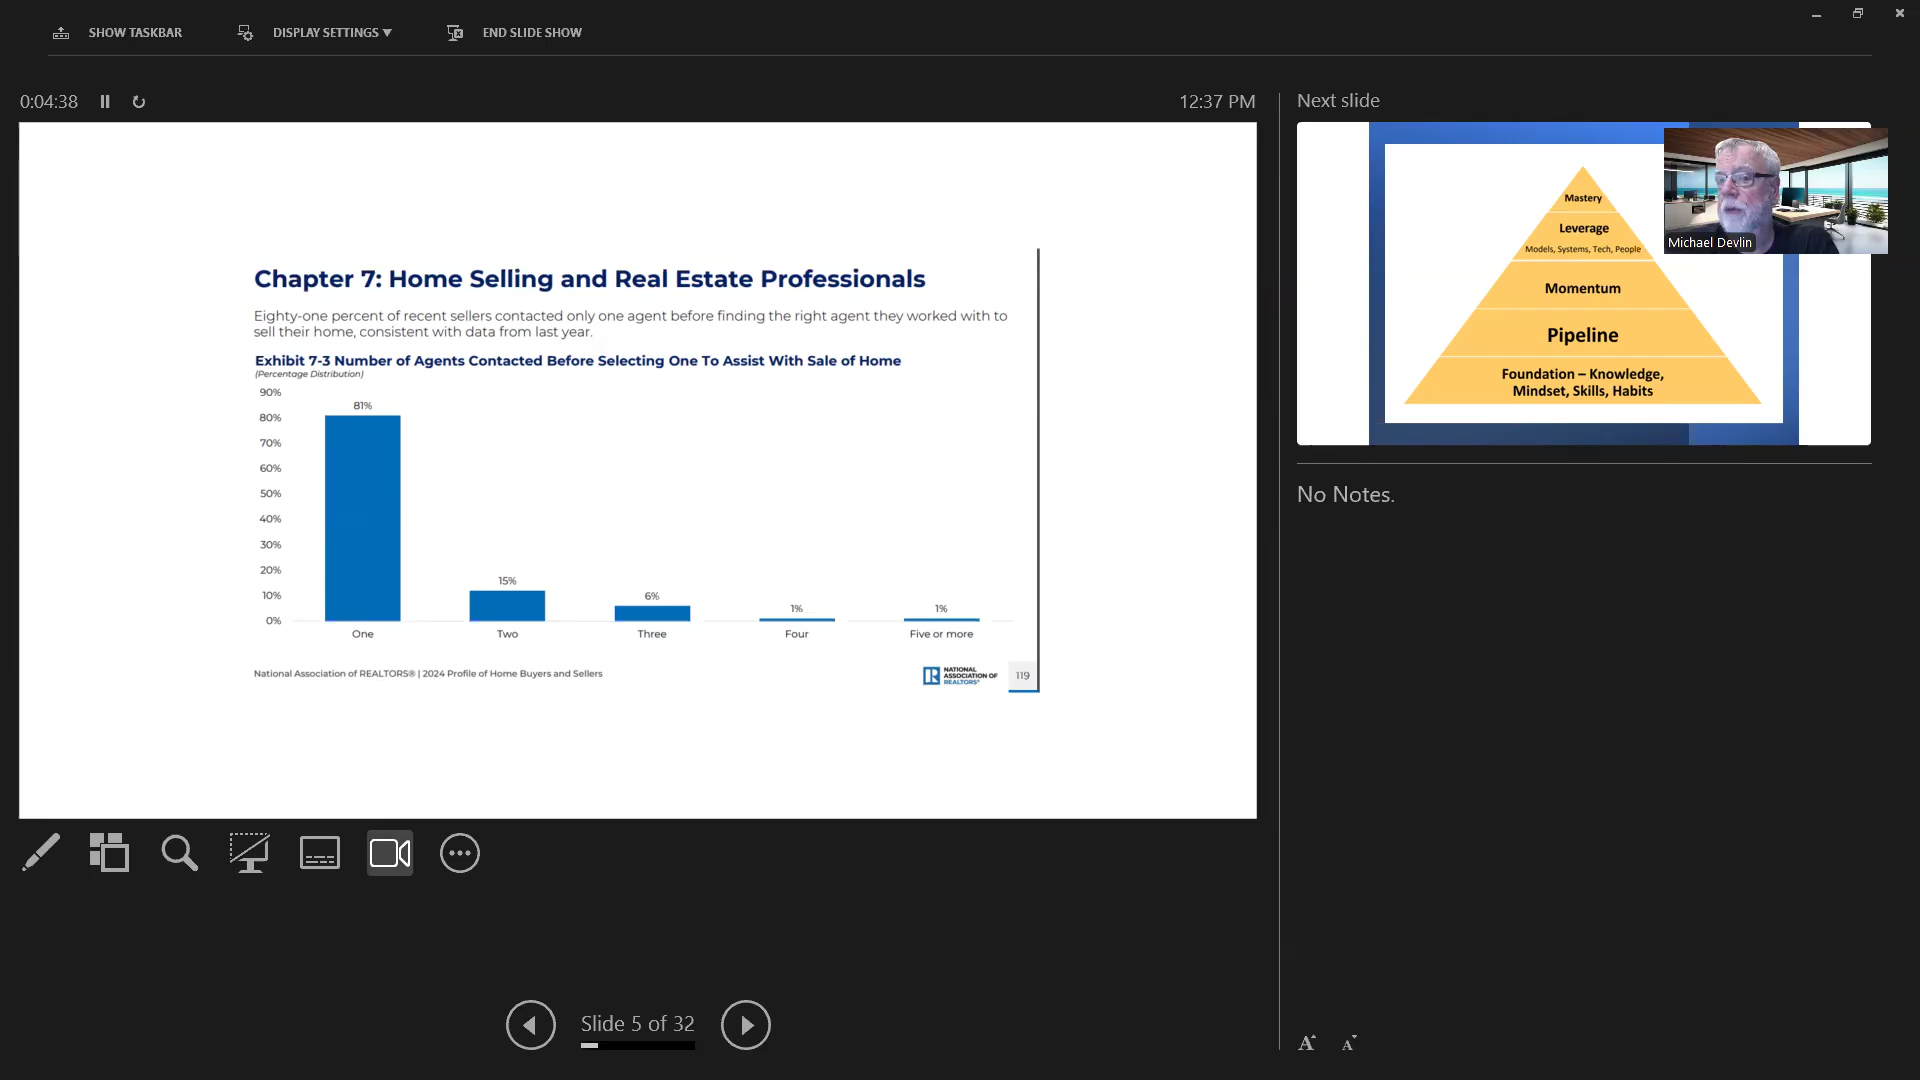 SHOW TASKBAR
DISPLAY SETTINGS ▼
END SLIDE SHOW
0:04:38
12:37 PM
Chapter 7: Home Selling and Real Estate Professionals
Eighty-one percent of recent sellers contacted only one agent before finding the right agent they worked with to
sell their home, consistent with data from last year.
Exhibit 7-3 Number of Agents Contacted Before Selecting One To Assist With Sale of Home
(Percentage Distribution)
90%
80%
70%
60%
50%
40%
30%
20%
10%
0%
81%
15%
6%
1%
1%
One
Two
Three
Four
Five or more
National Association of REALTORS® | 2024 Profile of Home Buyers and Sellers
NATIONAL
ASSOCIATION OF
REALTORS®
119
Slide 5 of 32
Next slide
Mastery
Leverage
Models, Systems, Tech, People
Momentum
Pipeline
Foundation – Knowledge,
Mindset, Skills, Habits
Michael Devlin
No Notes.
A
A